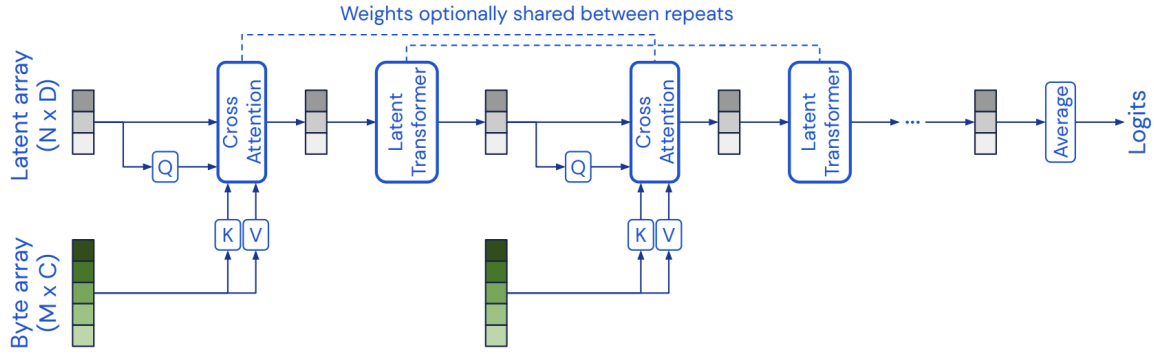 Weights optionally shared between repeats
Latent array
(N x D)
Q
Cross
Attention
Latent
Transformer
Q
Cross
Attention
Latent
Transformer
...
Average
Logits
K
V
K
V
Byte array
(M x C)